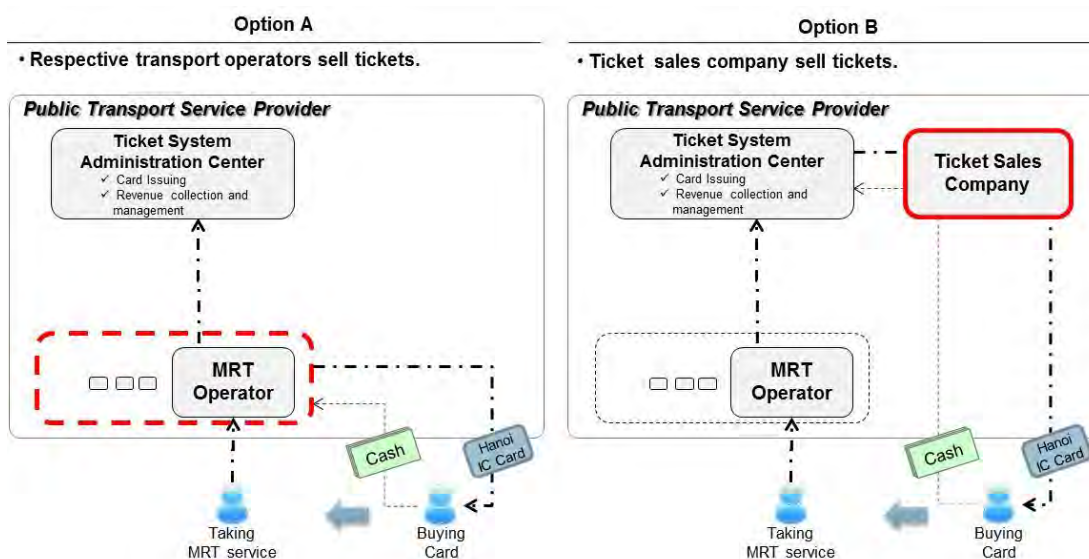 Option A
• Respective transport operators sell tickets.
Public Transport Service Provider
Ticket System
Administration Center
✓ Card Issuing
✓ Revenue collection and
management
MRT
Operator
Cash
Hanoi
IC Card
Taking
MRT service
Buying
Card
Option B
• Ticket sales company sell tickets.
Public Transport Service Provider
Ticket System
Administration Center
✓ Card Issuing
✓ Revenue collection and
management
Ticket Sales
Company
MRT
Operator
Cash
Hanoi
IC Card
Taking
MRT service
Buying
Card